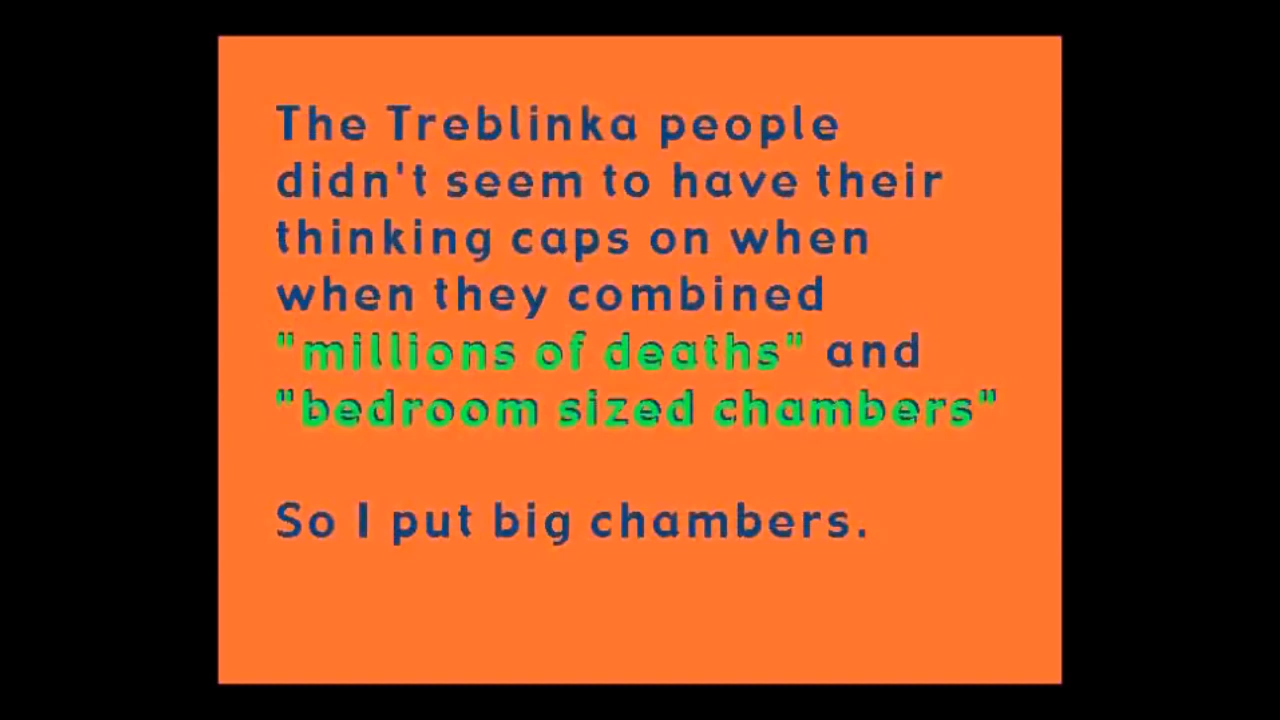 The Treblinka people
didn't seem to have their
thinking caps on when
when they combined
"millions of deaths" and
"bedroom sized chambers"
So I put big chambers.